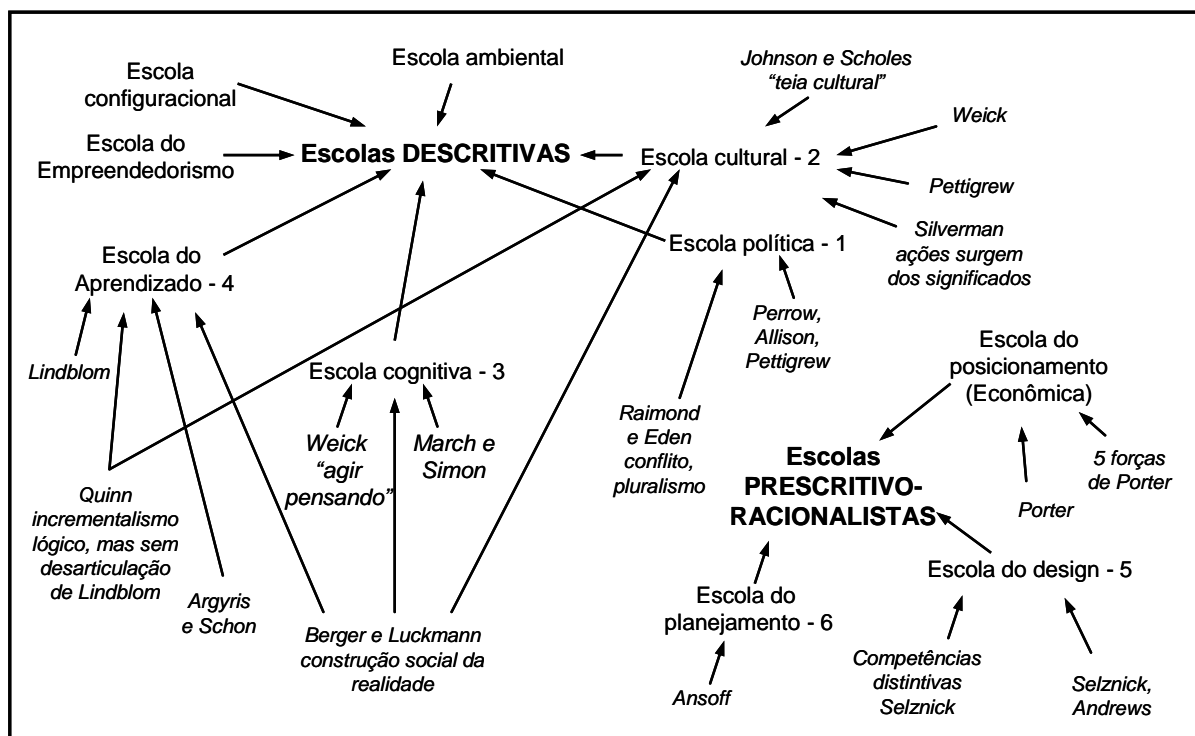 Escola ambiental
Johnson e Scholes
“teia cultural”
Escola
configuracional
Weick
Escola do
Empreendedorismo
Escolas DESCRITIVAS
Escola cultural - 2
Pettigrew
Silverman
ações surgem
dos significados
Escola política - 1
Escola do
Aprendizado - 4
Perrow,
Allison,
Pettigrew
Escola do
posicionamento
(Econômica)
Lindblom
Escola cognitiva - 3
Weick
“agir
pensando”
March e
Simon
Raimond
e Eden
conflito,
pluralismo
Escolas
PRESCRITIVO-
RACIONALISTAS
5 forças
de Porter
Porter
Quinn
incrementalismo
lógico, mas sem
desarticulação
de Lindblom
Argyris
e Schon
Berger e Luckmann
construção social da
realidade
Escola do
planejamento - 6
Escola do design - 5
Ansoff
Competências
distintivas
Selznick
Selznick,
Andrews